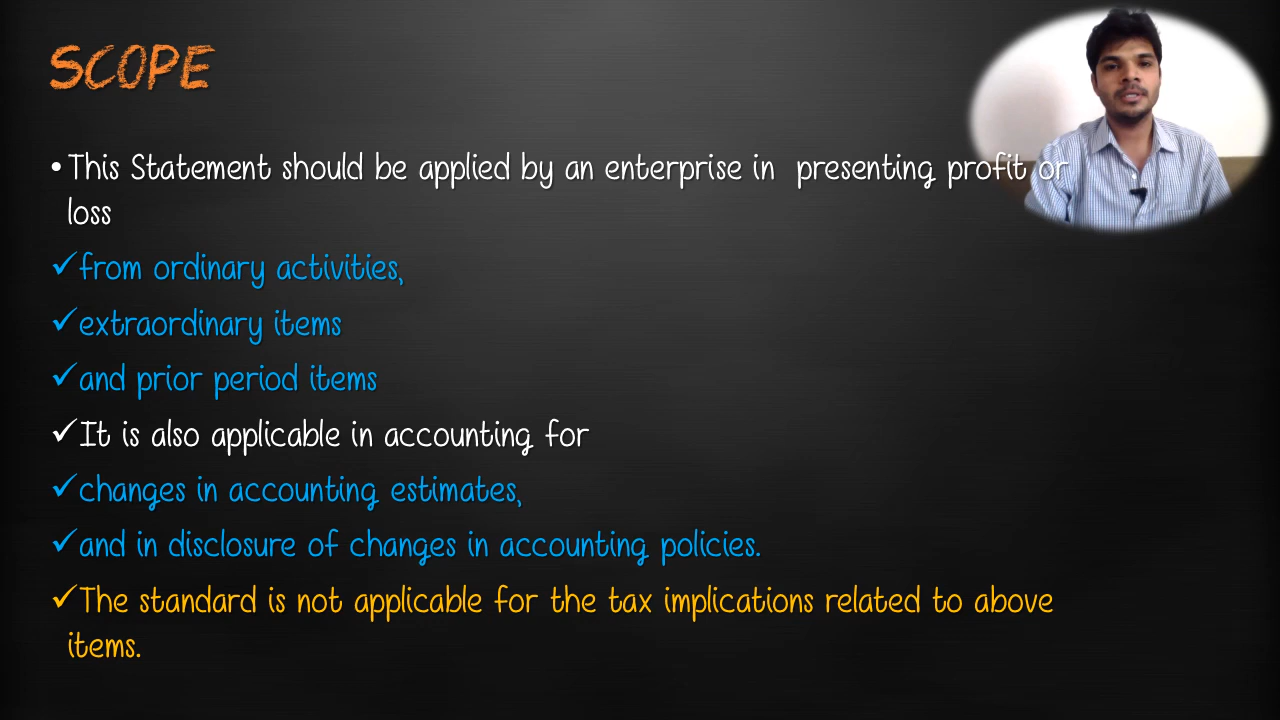 SCOPE
• This Statement should be applied by an enterprise in presenting profit or
loss
✓from ordinary activities,
✓extraordinary items
✓and prior period items
✓It is also applicable in accounting for
✓changes in accounting estimates,
✓and in disclosure of changes in accounting policies.
✓The standard is not applicable for the tax implications related to above
items.